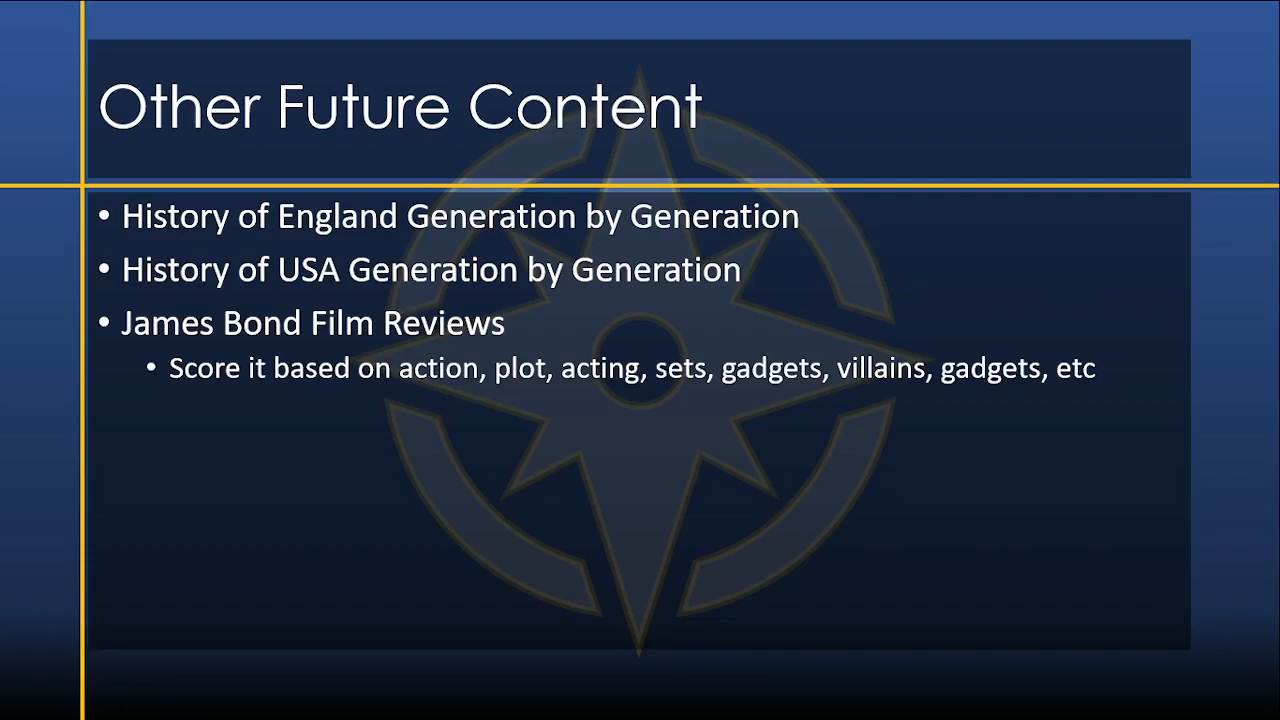 Other Future Content
• History of England Generation by Generation
• History of USA Generation by Generation
• James Bond Film Reviews
• Score it based on action, plot, acting, sets, gadgets, villains, gadgets, etc